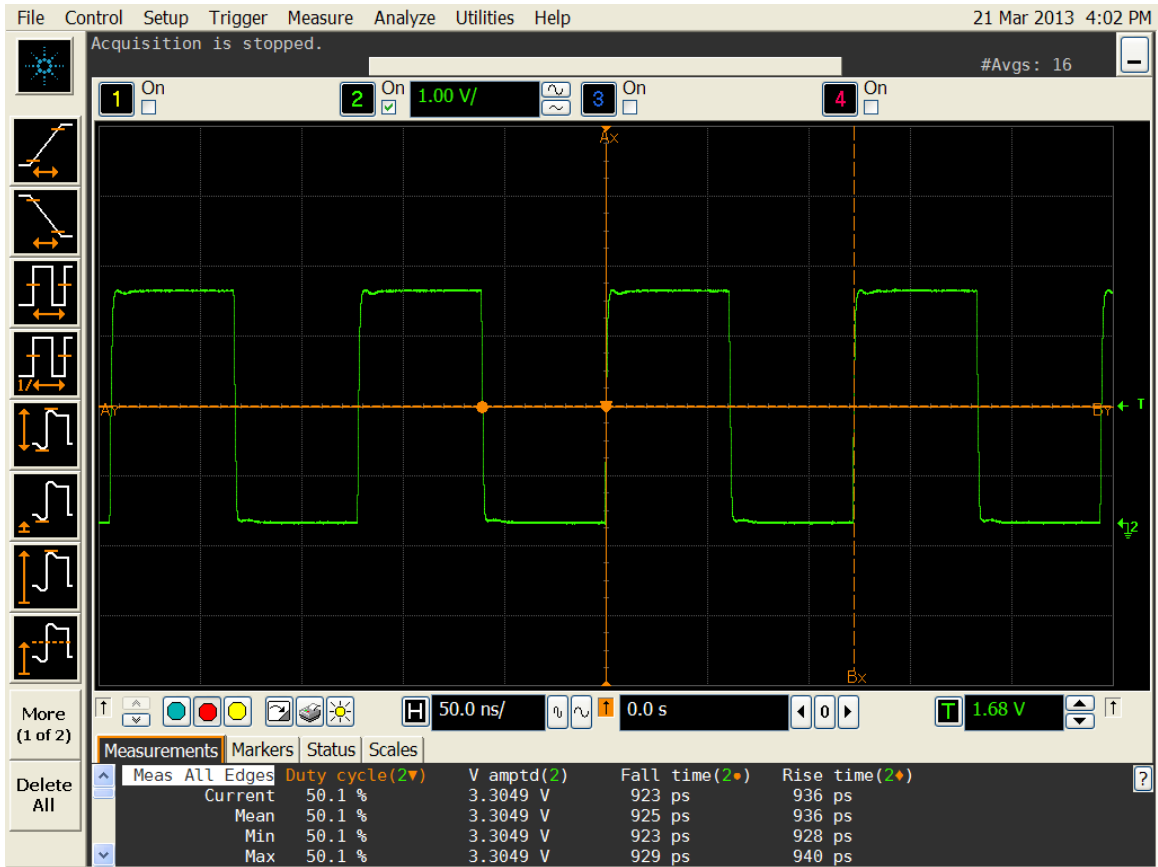 File Control Setup Trigger Measure Analyze Utilities Help 21 Mar 2013 4:02 PM
Acquisition is stopped.
#Avgs: 16
1 On 2 On 1.00 V/ 3 On 4 On
Ax
AY BY T
2
Bx
1/
More
(1 of 2)
Delete
All
H 50.0 ns/ 0.0 s 0 T 1.68 V
Measurements Markers Status Scales
Meas All Edges Duty cycle(2▼) V amptd(2) Fall time(2●) Rise time(2♦) ?
Current 50.1 % 3.3049 V 923 ps 936 ps
Mean 50.1 % 3.3049 V 925 ps 936 ps
Min 50.1 % 3.3049 V 923 ps 928 ps
Max 50.1 % 3.3049 V 929 ps 940 ps